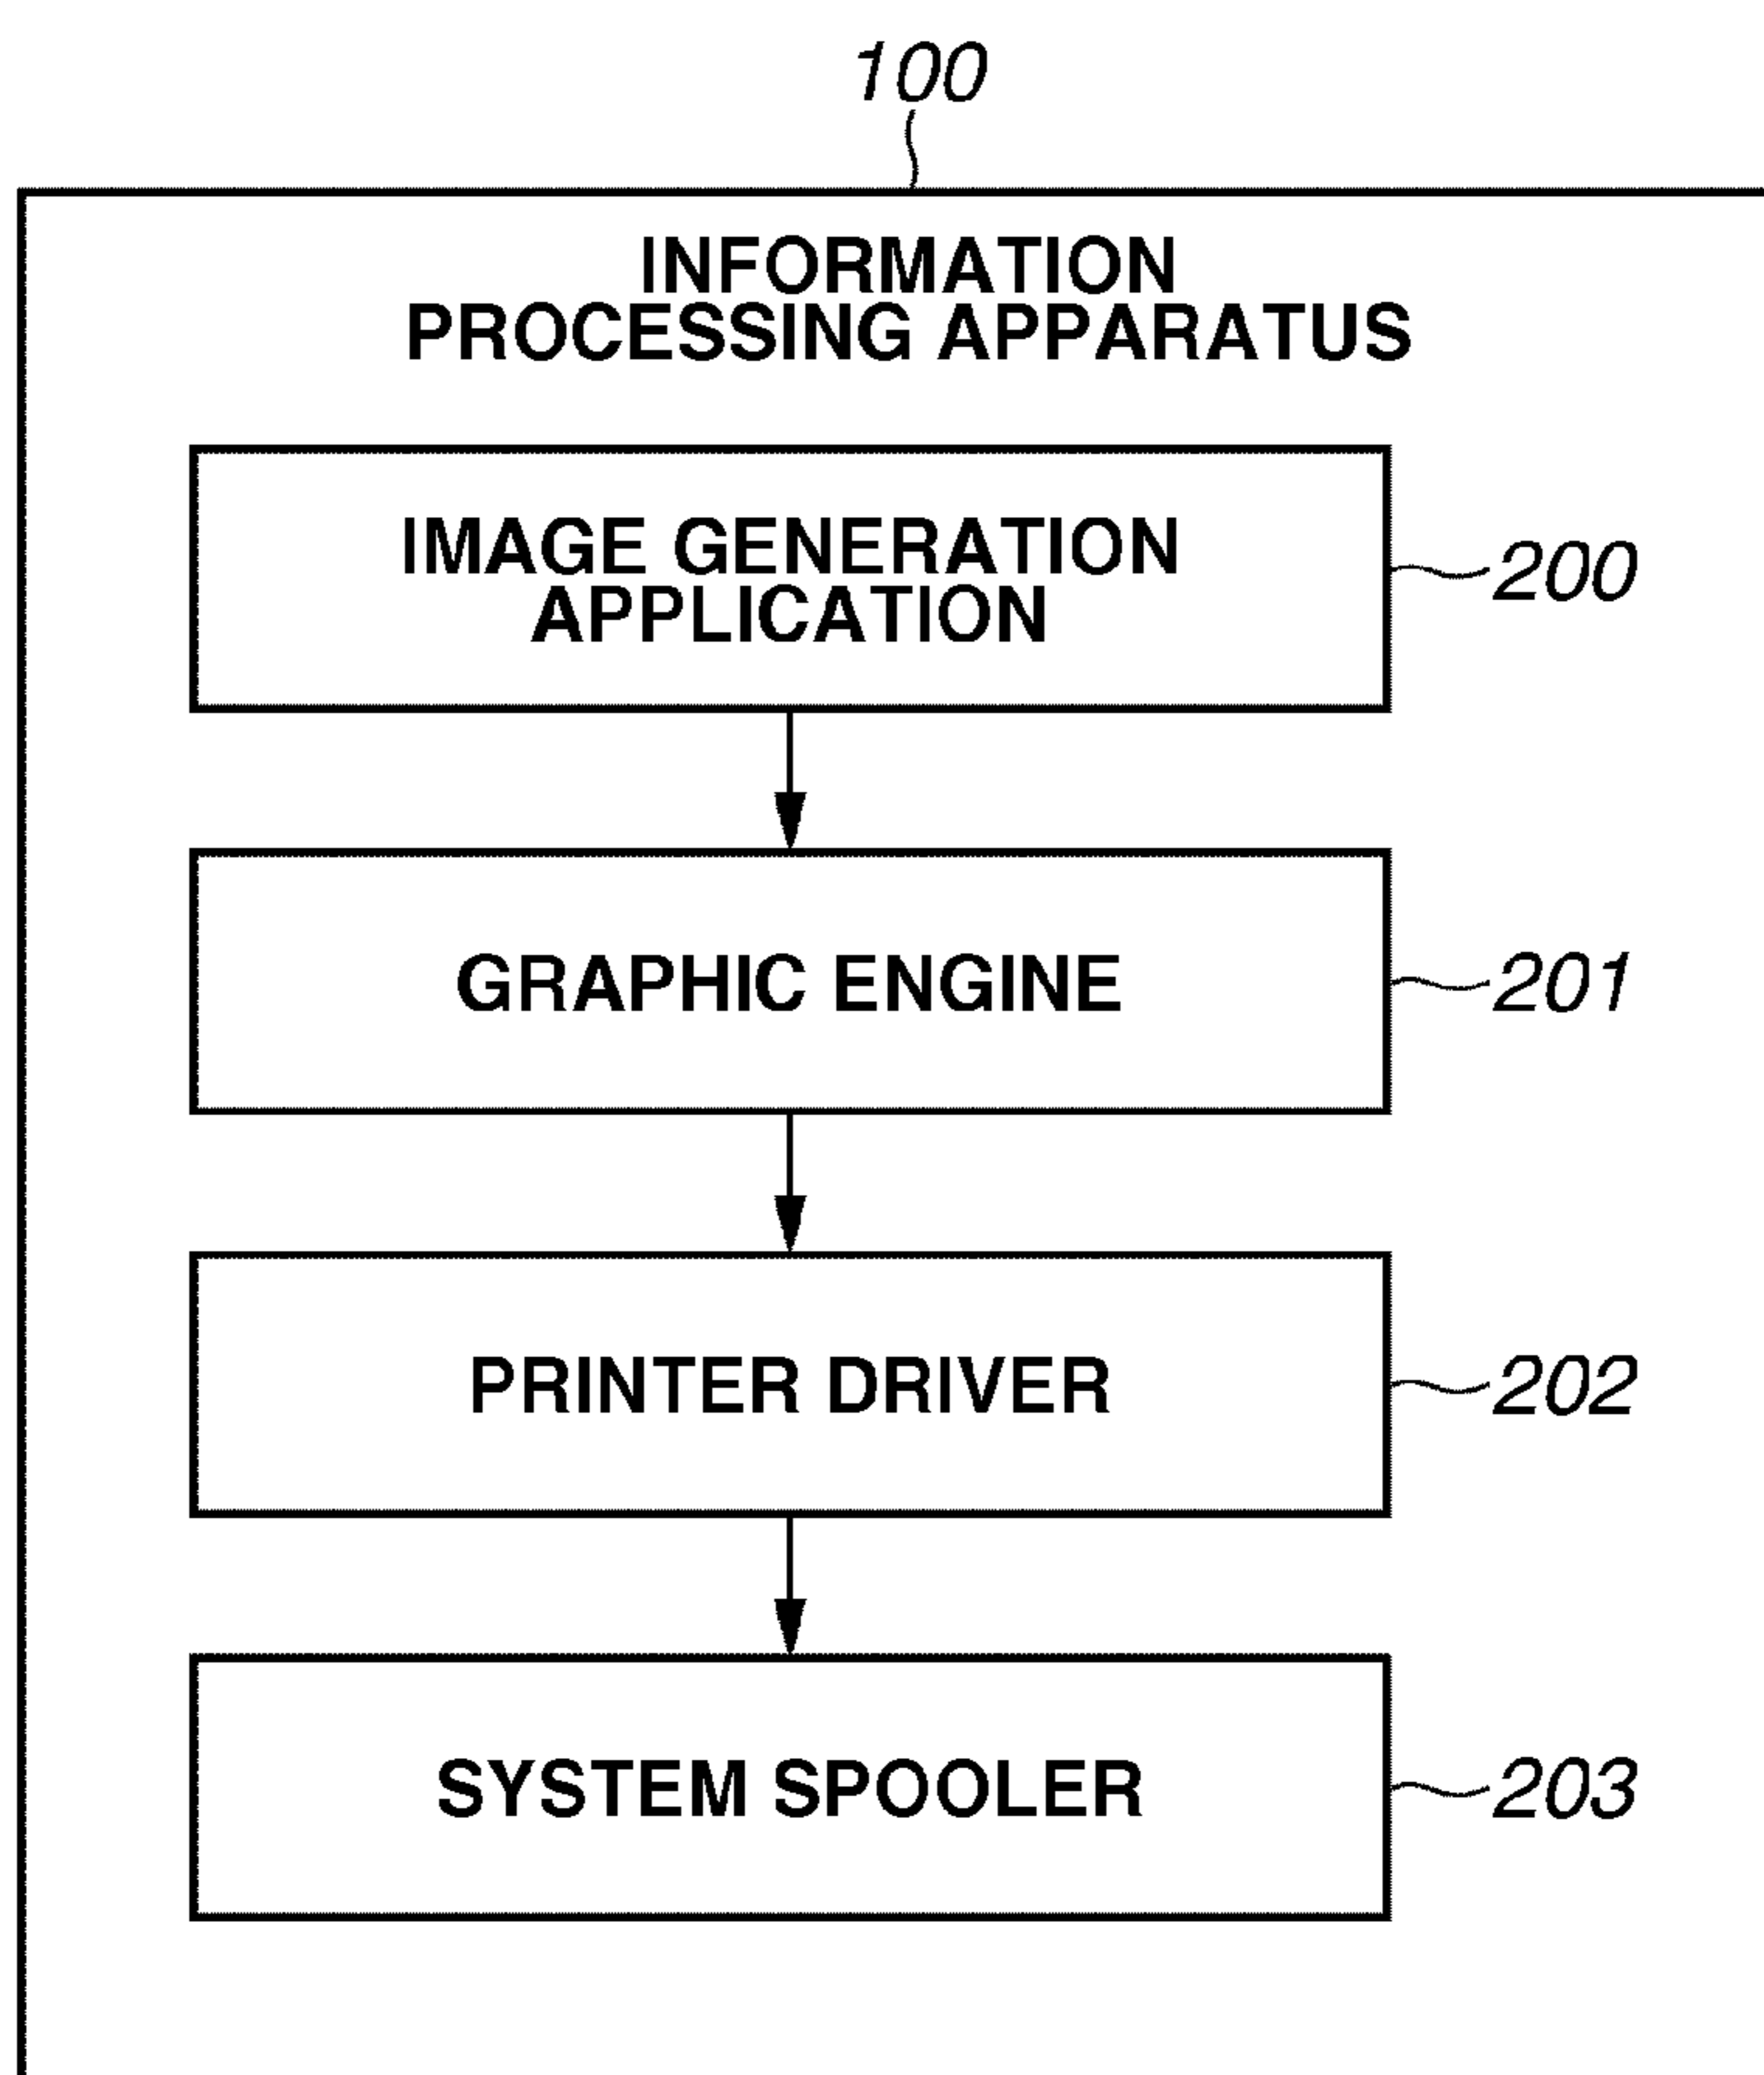 100
INFORMATION
PROCESSING APPARATUS
IMAGE GENERATION
APPLICATION
200
GRAPHIC ENGINE
201
PRINTER DRIVER
202
SYSTEM SPOOLER
203